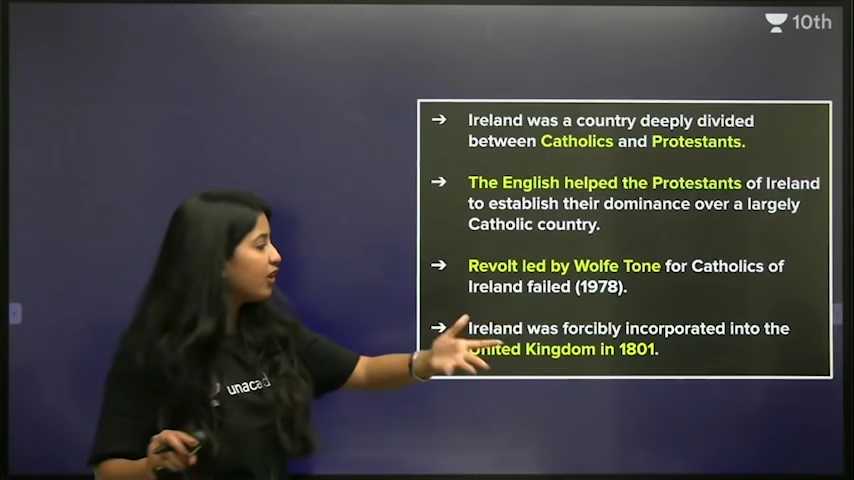 10th
➔ Ireland was a country deeply divided
between Catholics and Protestants.
➔ The English helped the Protestants of Ireland
to establish their dominance over a largely
Catholic country.
➔ Revolt led by Wolfe Tone for Catholics of
Ireland failed (1978).
➔ Ireland was forcibly incorporated into the
United Kingdom in 1801.